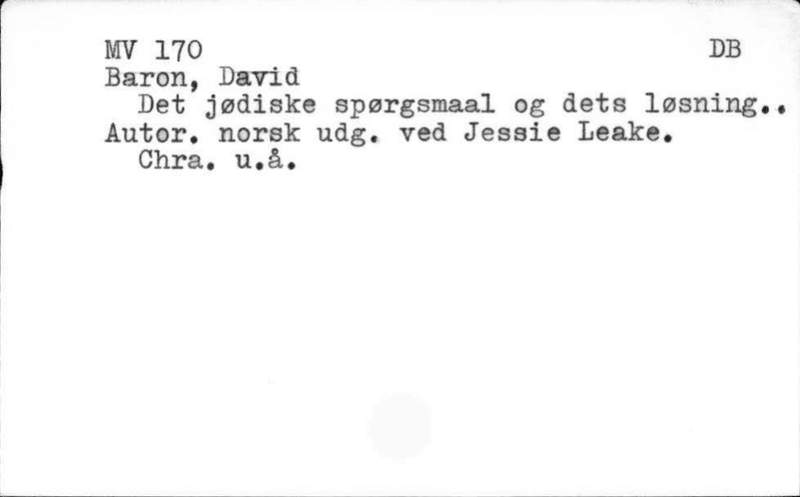 MV 170 DB
Baron, David
Det jødiske spørgsmaal og dets løsning..
Autor. norsk udg. ved Jessie Leake.
Chra. u.å.